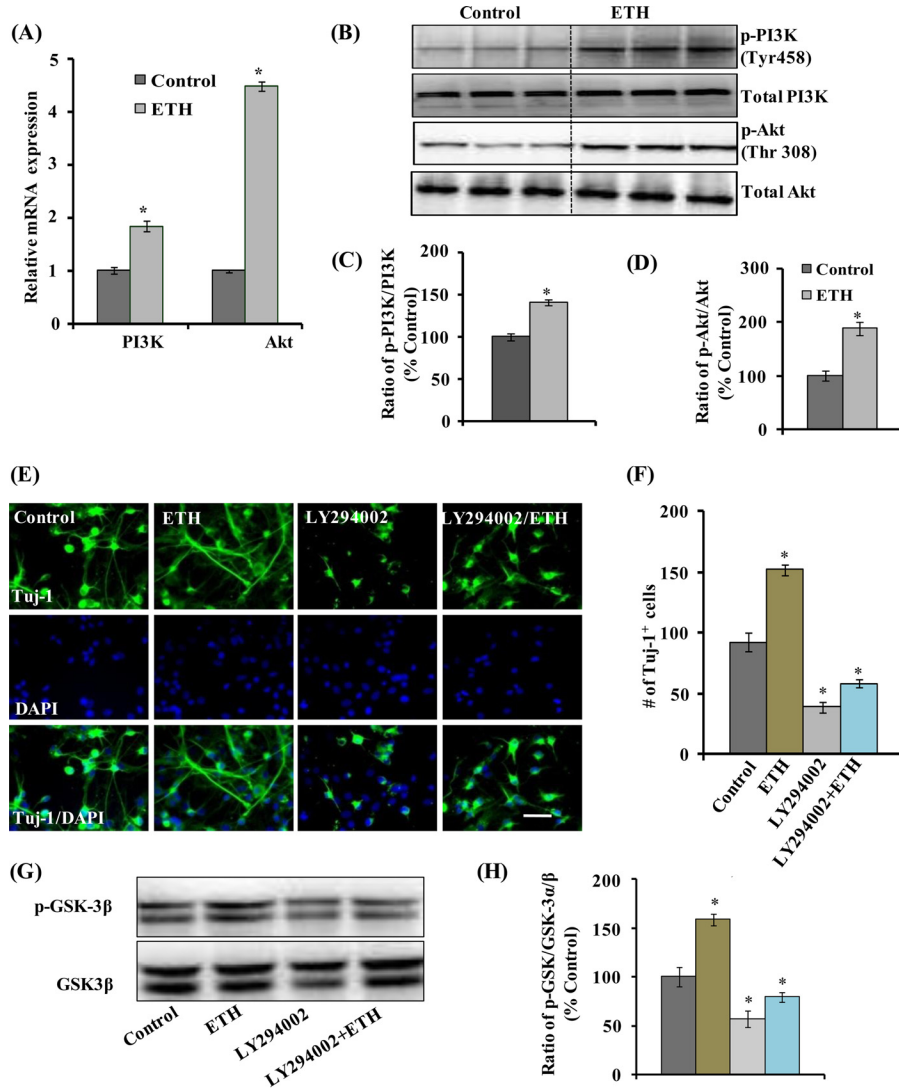 (A)
Relative mRNA expression
5
4
3
2
1
0
Control
ETH
*
*
PI3K
Akt
(B)
Control
ETH
p-PI3K
(Tyr458)
Total PI3K
p-Akt
(Thr 308)
Total Akt
(C)
Ratio of p-PI3K/PI3K
(% Control)
200
150
100
50
0
*
(D)
Ratio of p-Akt/Akt
(% Control)
300
200
100
0
Control
ETH
*
(E)
Control
ETH
LY294002
LY294002/ETH
Tuj-1
DAPI
Tuj-1/DAPI
(F)
# of Tuj-1+ cells
200
150
100
50
0
*
*
*
Control
ETH
LY294002
LY294002+ETH
(G)
p-GSK-3β
GSK3β
Control
ETH
LY294002
LY294002+ETH
(H)
Ratio of p-GSK/GSK-3α/β
(% Control)
200
150
100
50
0
*
*
*